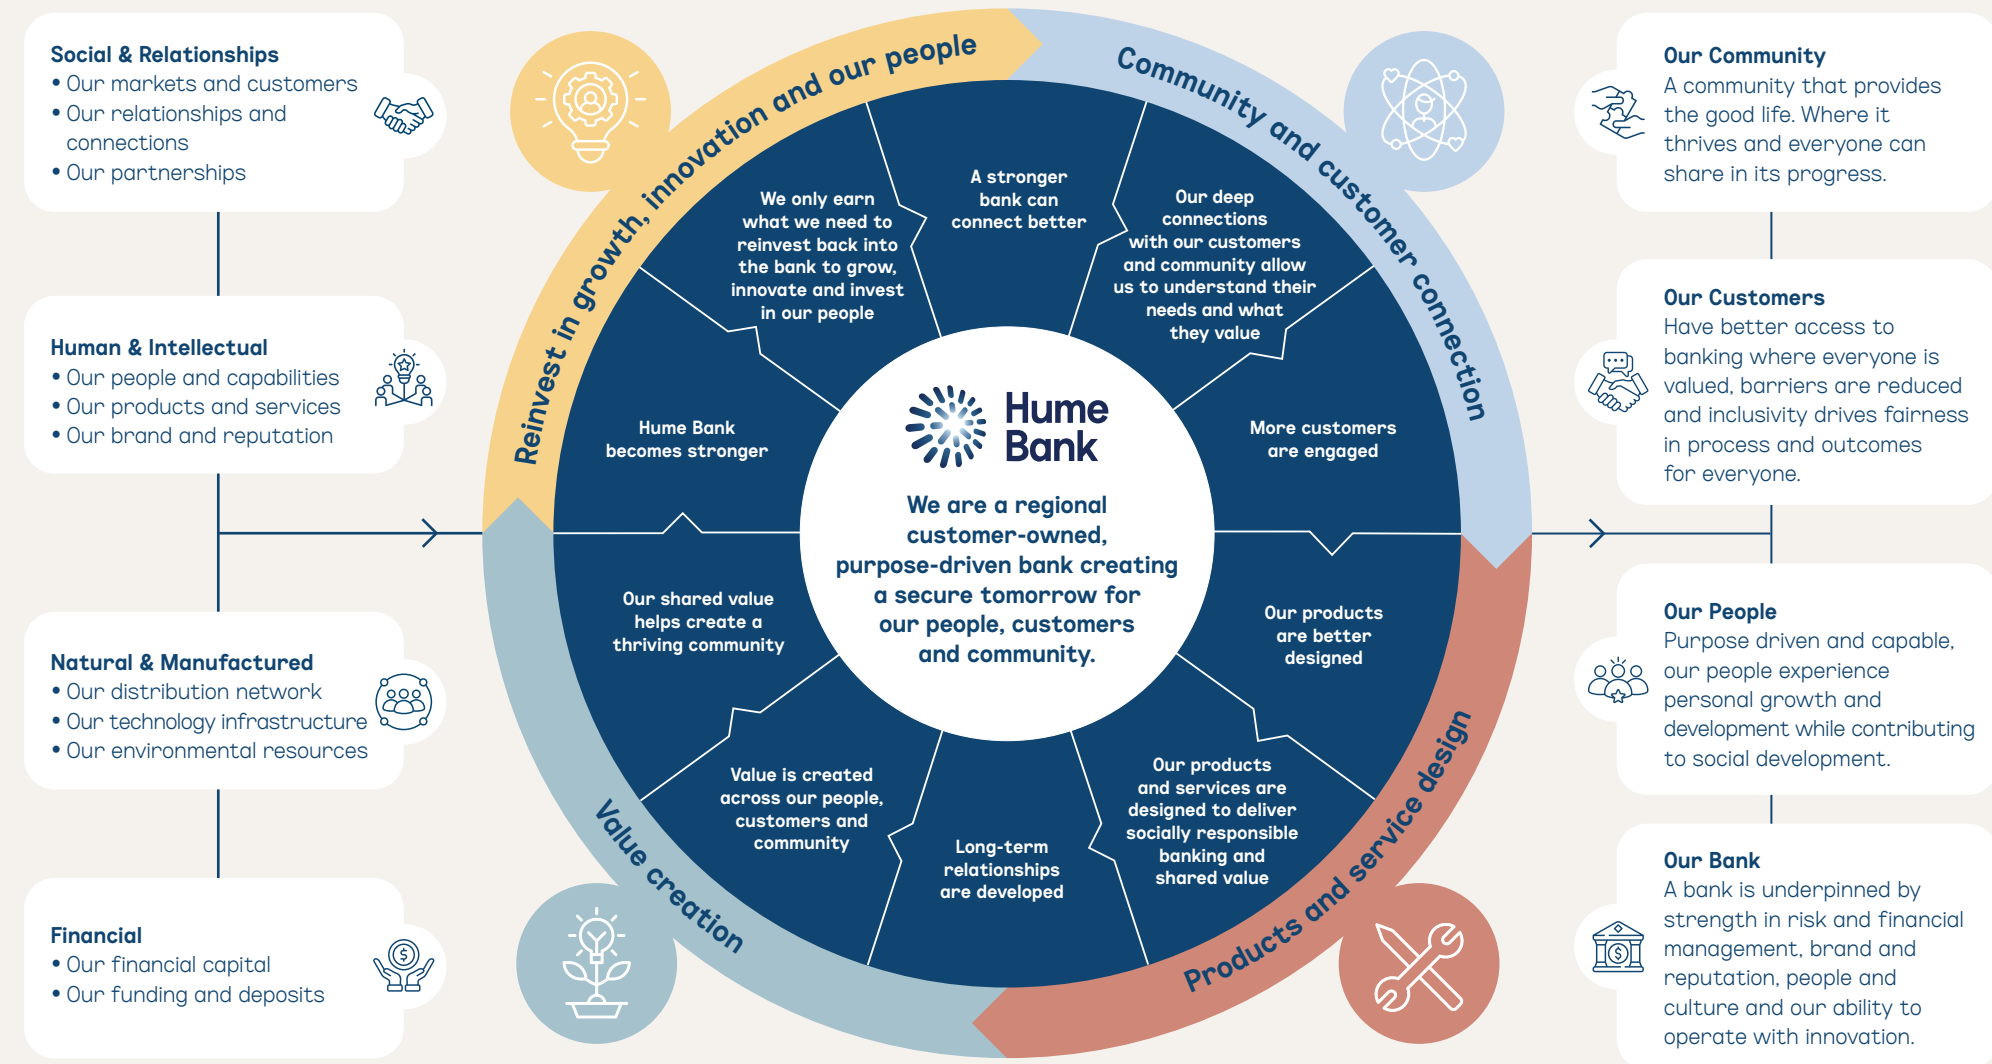 Social & Relationships
• Our markets and customers
• Our relationships and
connections
• Our partnerships
Human & Intellectual
• Our people and capabilities
• Our products and services
• Our brand and reputation
Natural & Manufactured
• Our distribution network
• Our technology infrastructure
• Our environmental resources
Financial
• Our financial capital
• Our funding and deposits
Reinvest in growth, innovation and our people
Community and customer connection
Products and service design
Value creation
A stronger
bank can
connect better
Our deep
connections
with our customers
and community allow
us to understand their
needs and what
they value
More customers
are engaged
Our products
are better
designed
Our products
and services are
designed to deliver
socially responsible
banking and
shared value
Long-term
relationships
are developed
Value is created
across our people,
customers and
community
Our shared value
helps create a
thriving community
Hume Bank
becomes stronger
We only earn
what we need to
reinvest back into
the bank to grow,
innovate and invest
in our people
Hume
Bank
We are a regional
customer-owned,
purpose-driven bank creating
a secure tomorrow for
our people, customers
and community.
Our Community
A community that provides
the good life. Where it
thrives and everyone can
share in its progress.
Our Customers
Have better access to
banking where everyone is
valued, barriers are reduced
and inclusivity drives fairness
in process and outcomes
for everyone.
Our People
Purpose driven and capable,
our people experience
personal growth and
development while contributing
to social development.
Our Bank
A bank is underpinned by
strength in risk and financial
management, brand and
reputation, people and
culture and our ability to
operate with innovation.